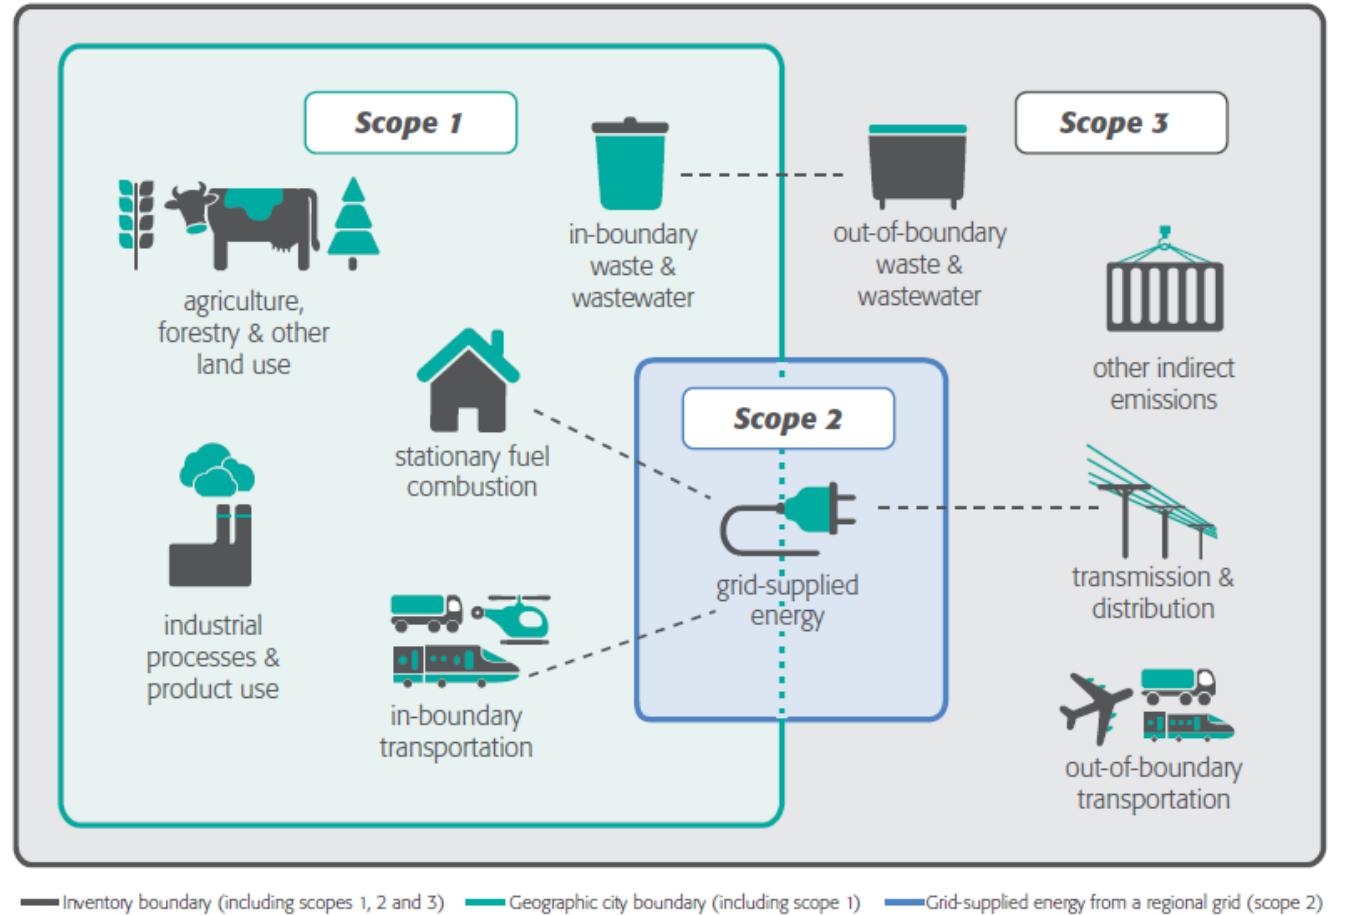 Scope 1
Scope 3
in-boundary
waste &
wastewater
out-of-boundary
waste &
wastewater
agriculture,
forestry & other
land use
other indirect
emissions
Scope 2
stationary fuel
combustion
grid-supplied
energy
transmission &
distribution
industrial
processes &
product use
in-boundary
transportation
out-of-boundary
transportation
Inventory boundary (including scopes 1, 2 and 3)
Geographic city boundary (including scope 1)
Grid-supplied energy from a regional grid (scope 2)